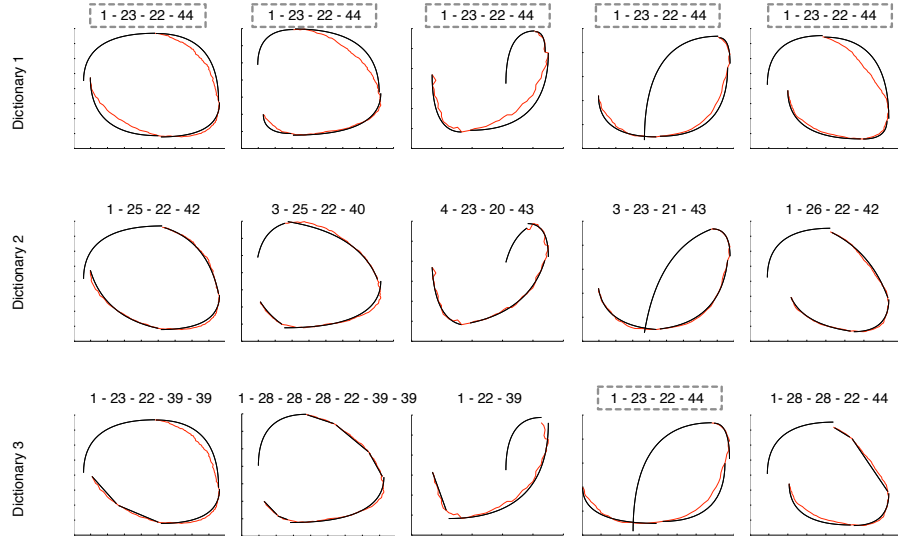 1 - 23 - 22 - 44
1 - 23 - 22 - 44
1 - 23 - 22 - 44
1 - 23 - 22 - 44
1 - 23 - 22 - 44
Dictionary 1
1 - 25 - 22 - 42
3 - 25 - 22 - 40
4 - 23 - 20 - 43
3 - 23 - 21 - 43
1 - 26 - 22 - 42
Dictionary 2
1 - 23 - 22 - 39 - 39
1 - 28 - 28 - 28 - 22 - 39 - 39
1 - 22 - 39
1 - 23 - 22 - 44
1 - 28 - 28 - 22 - 44
Dictionary 3